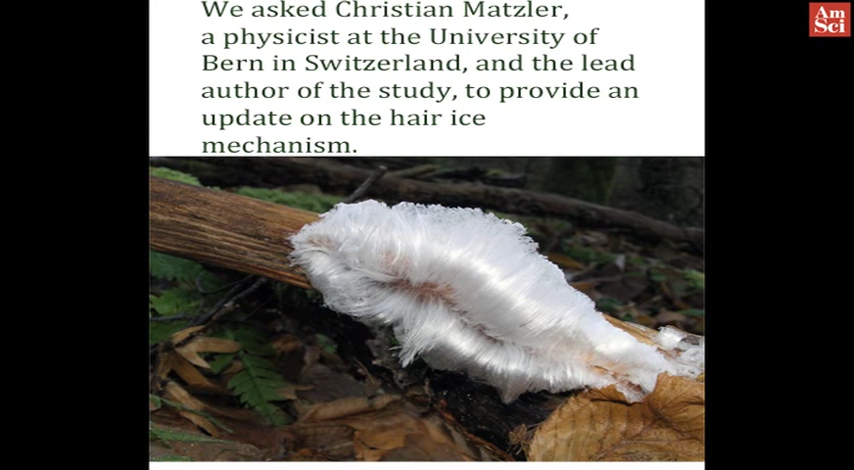 We asked Christian Matzler,
a physicist at the University of
Bern in Switzerland, and the lead
author of the study, to provide an
update on the hair ice
mechanism.
Am
Sci